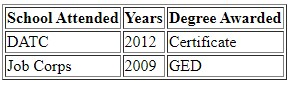 School Attended Years Degree Awarded
DATC 2012 Certificate
Job Corps 2009 GED